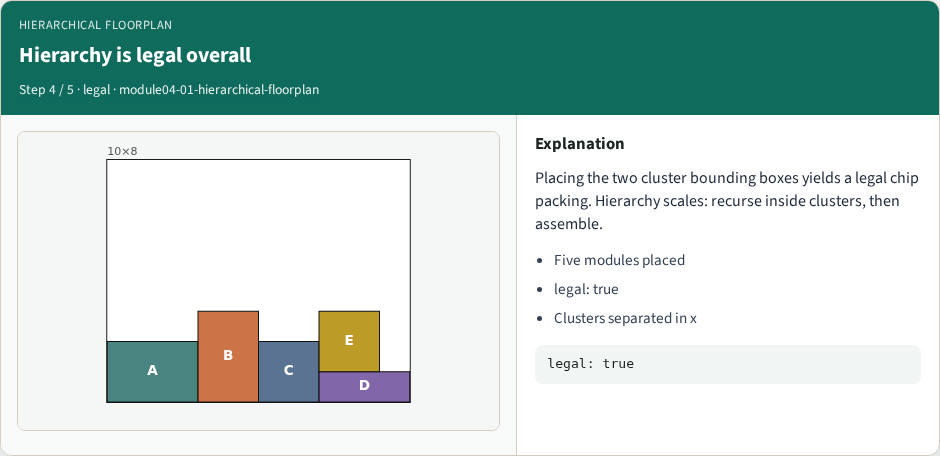 HIERARCHICAL FLOORPLAN
Hierarchy is legal overall
Step 4 / 5 · legal · module04-01-hierarchical-floorplan
10×8
A
B
C
E
D
Explanation
Placing the two cluster bounding boxes yields a legal chip
packing. Hierarchy scales: recurse inside clusters, then
assemble.
• Five modules placed
• legal: true
• Clusters separated in x
legal: true